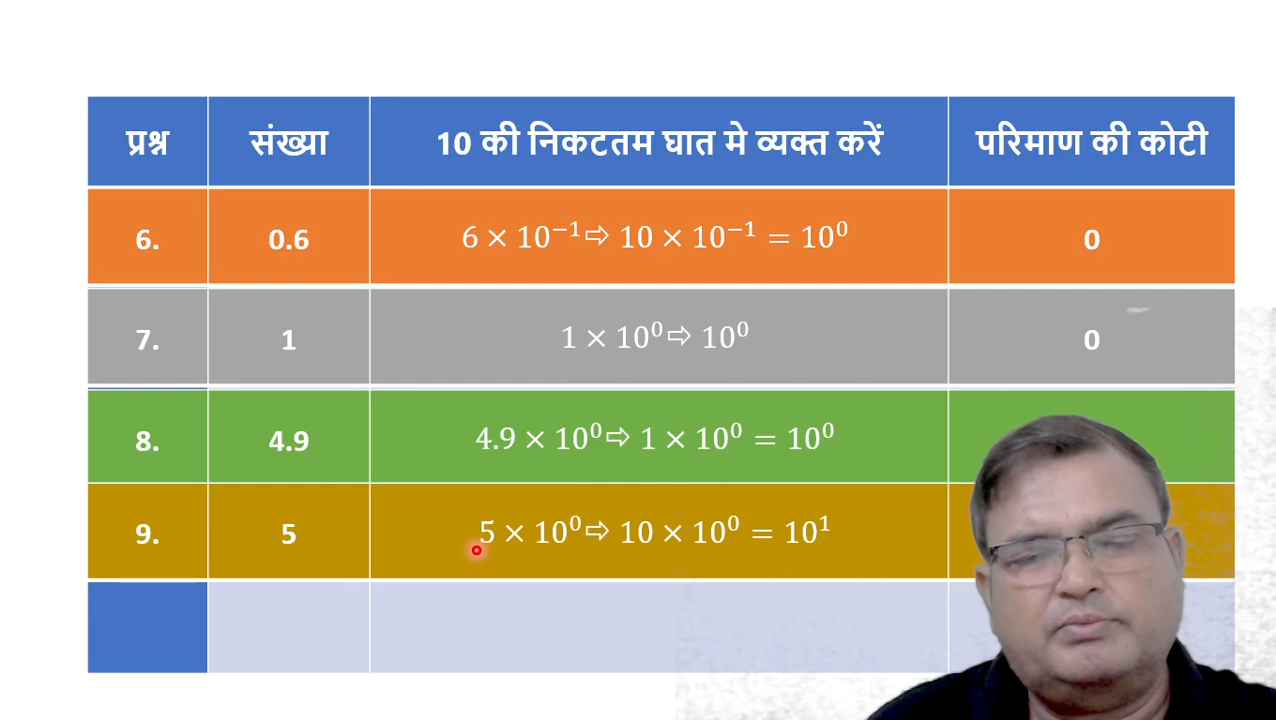 प्रश्न संख्या 10 की निकटतम घात मे व्यक्त करें परिमाण की कोटी
6. 0.6 6 × 10⁻¹⇨ 10 × 10⁻¹ = 10⁰ 0
7. 1 1 × 10⁰⇨ 10⁰ 0
8. 4.9 4.9 × 10⁰⇨ 1 × 10⁰ = 10⁰
9. 5 5 × 10⁰⇨ 10 × 10⁰ = 10¹